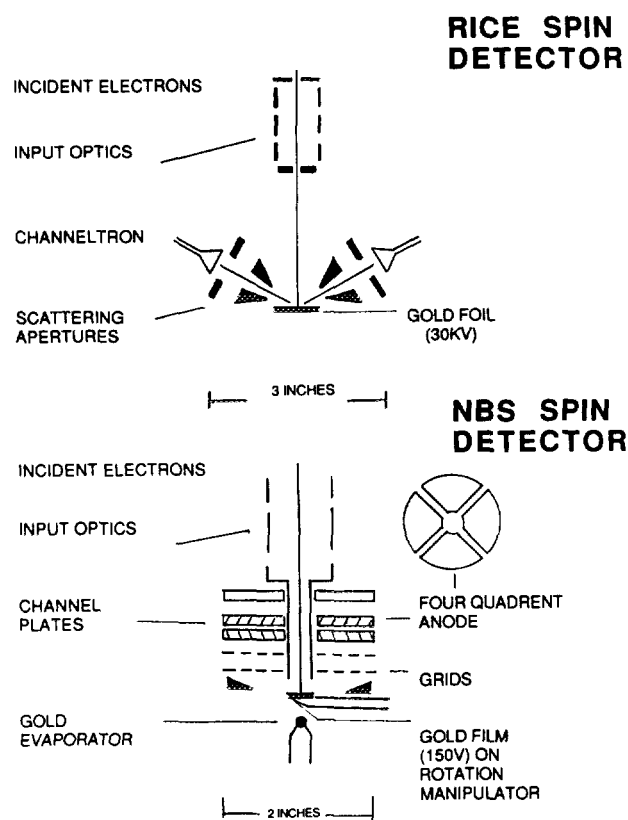 RICE SPIN
DETECTOR
INCIDENT ELECTRONS
INPUT OPTICS
CHANNELTRON
SCATTERING
APERTURES
GOLD FOIL
(30KV)
3 INCHES
NBS SPIN
DETECTOR
INCIDENT ELECTRONS
INPUT OPTICS
CHANNEL
PLATES
FOUR QUADRENT
ANODE
GRIDS
GOLD
EVAPORATOR
GOLD FILM
(150V) ON
ROTATION
MANIPULATOR
2 INCHES